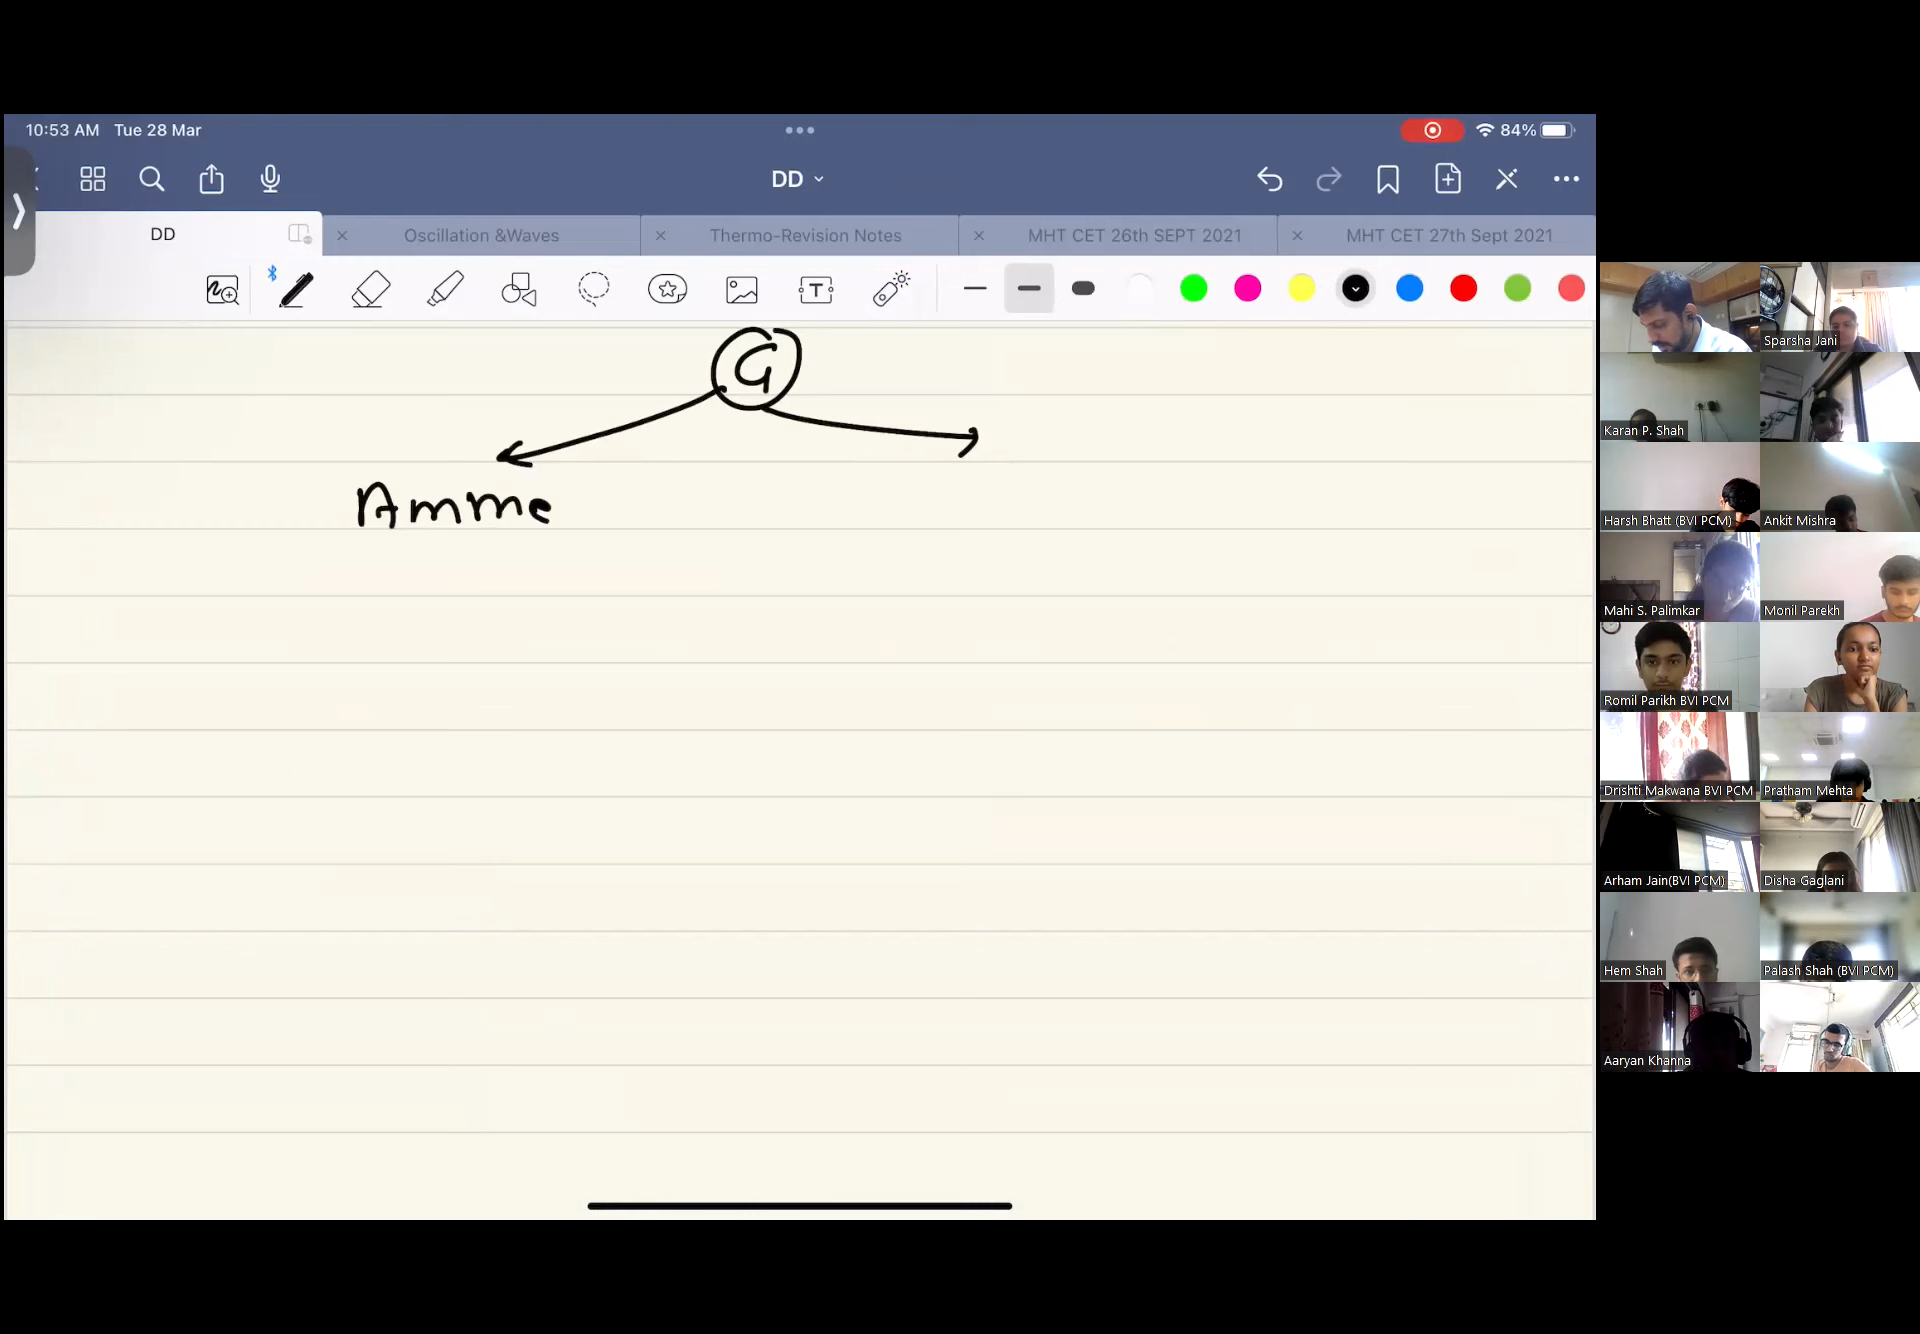 10:53 AM Tue 28 Mar
84%
DD
DD
Oscillation &Waves
Thermo-Revision Notes
MHT CET 26th SEPT 2021
MHT CET 27th Sept 2021
T
G
Amme
Sparsha Jani
Karan P. Shah
Harsh Bhatt (BVI PCM)
Ankit Mishra
Mahi S. Palimkar
Monil Parekh
Romil Parikh BVI PCM
Drishti Makwana BVI PCM
Pratham Mehta
Arham Jain(BVI PCM)
Disha Gaglani
Hem Shah
Palash Shah (BVI PCM)
Aaryan Khanna